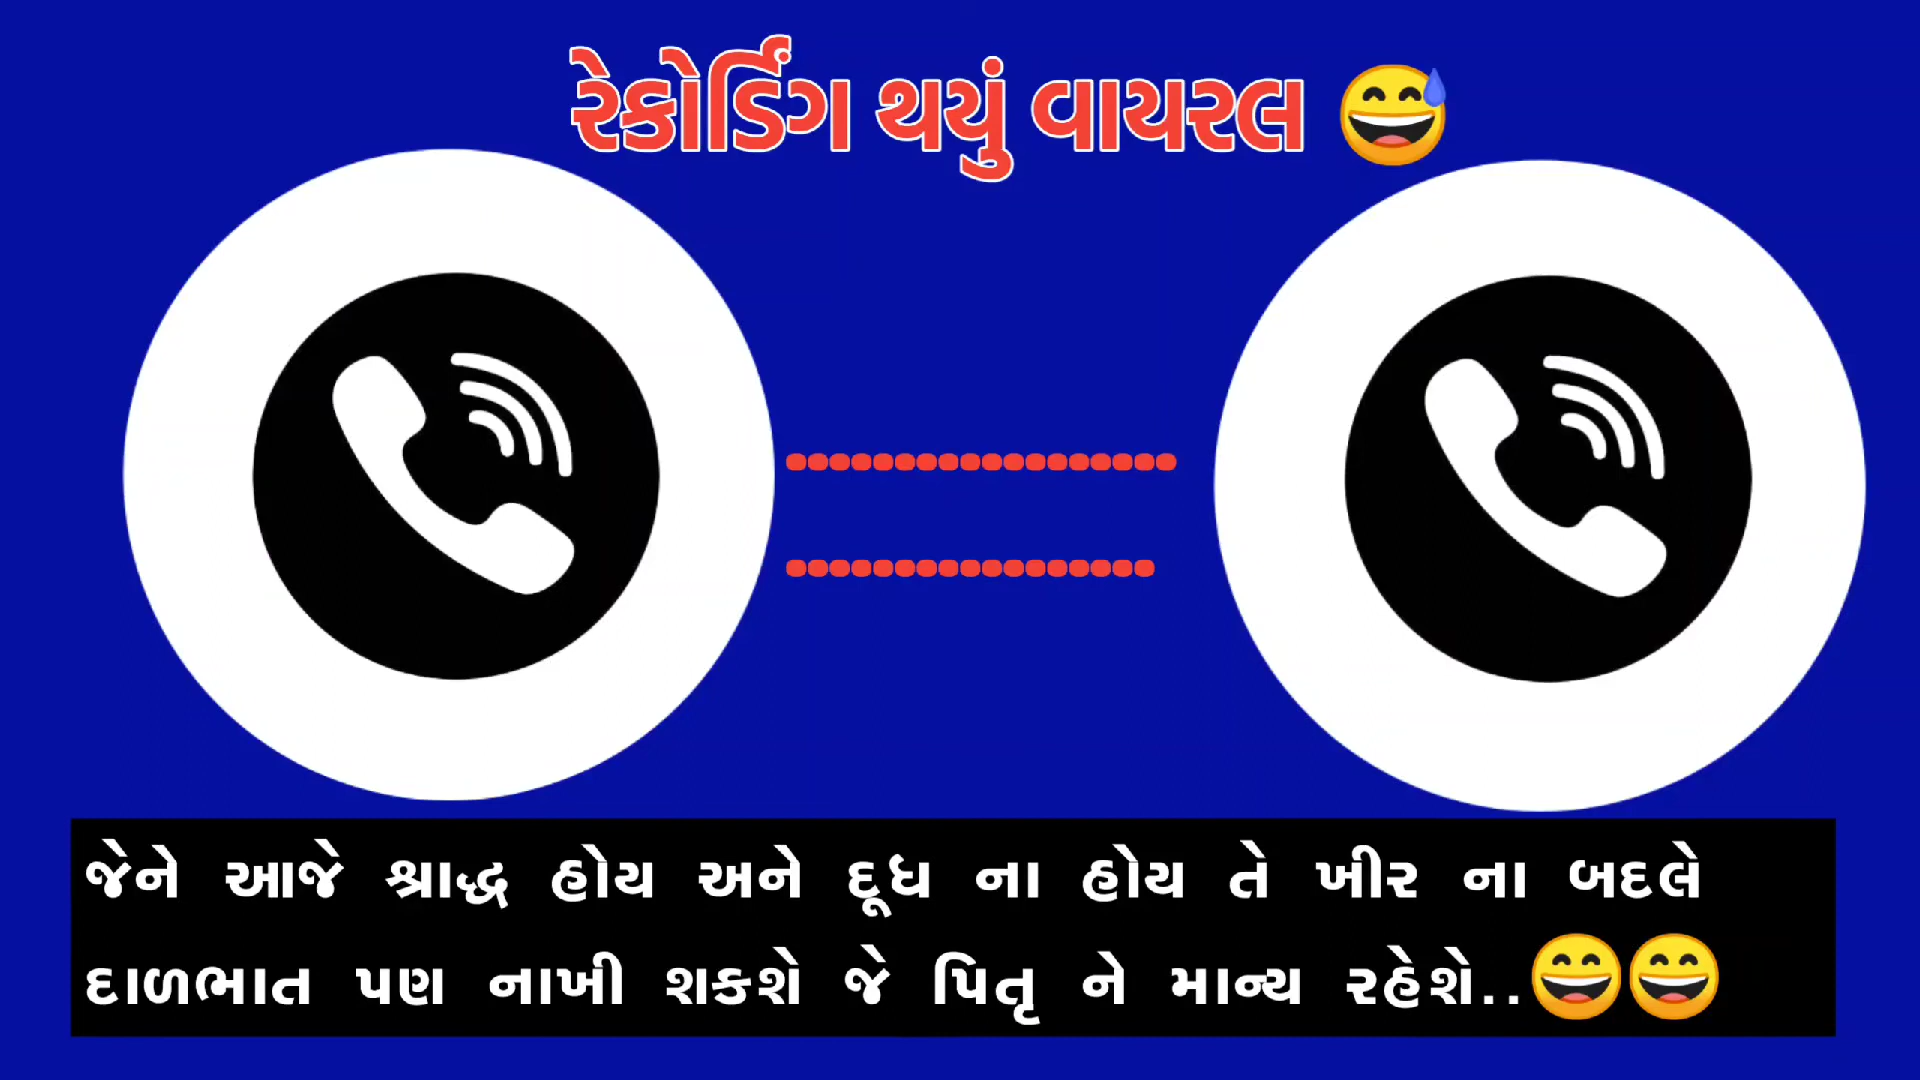 રેકોર્ડિંગ થયું વાયરલ 😅
જેને આજે શ્રાદ્ધ હોય અને દૂધ ના હોય તે ખીર ના બદલે
દાળભાત પણ નાખી શકશે જે પિતૃ ને માન્ય રહેશે..😄😄